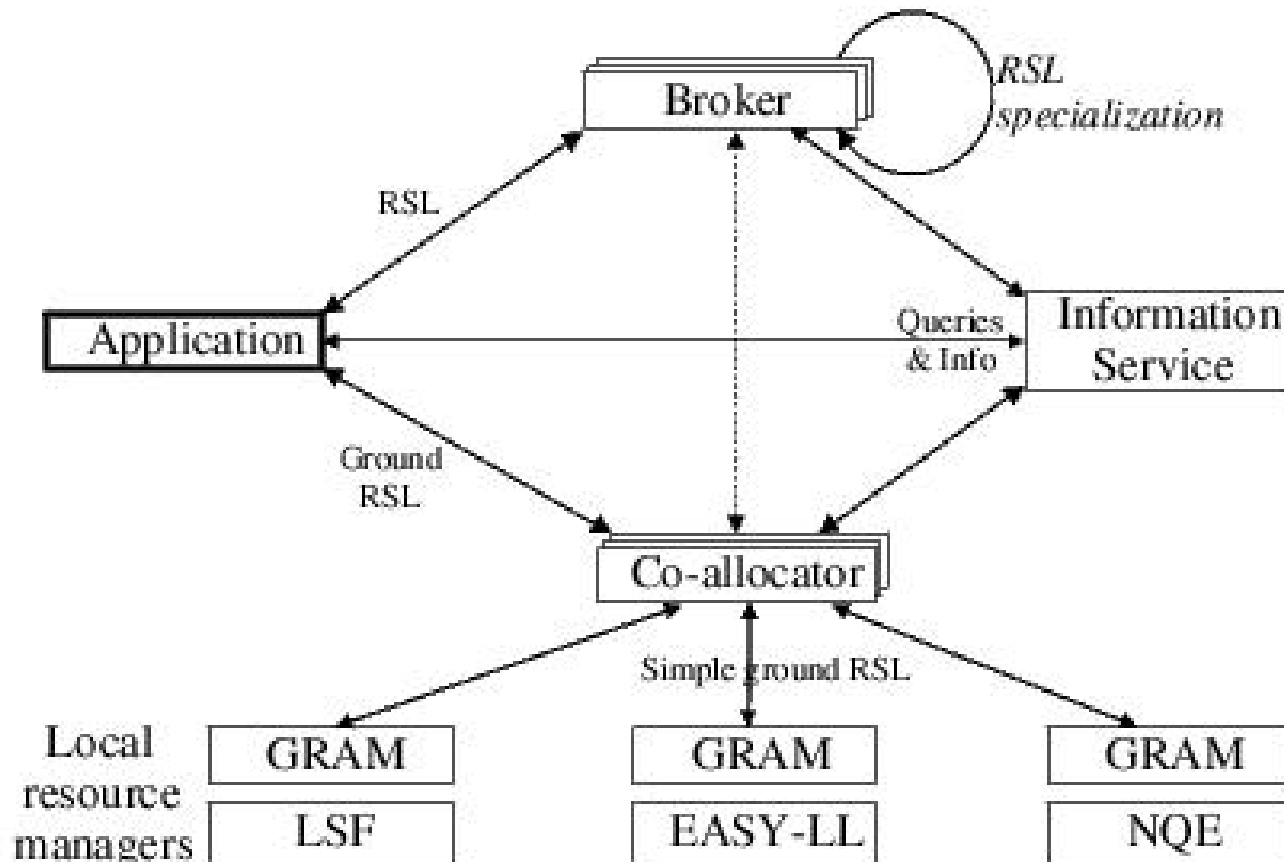 Broker
RSL
specialization
RSL
Application
Queries
& Info
Information
Service
Ground
RSL
Co-allocator
Simple ground RSL
Local
resource
managers
GRAM
GRAM
GRAM
LSF
EASY-LL
NQE